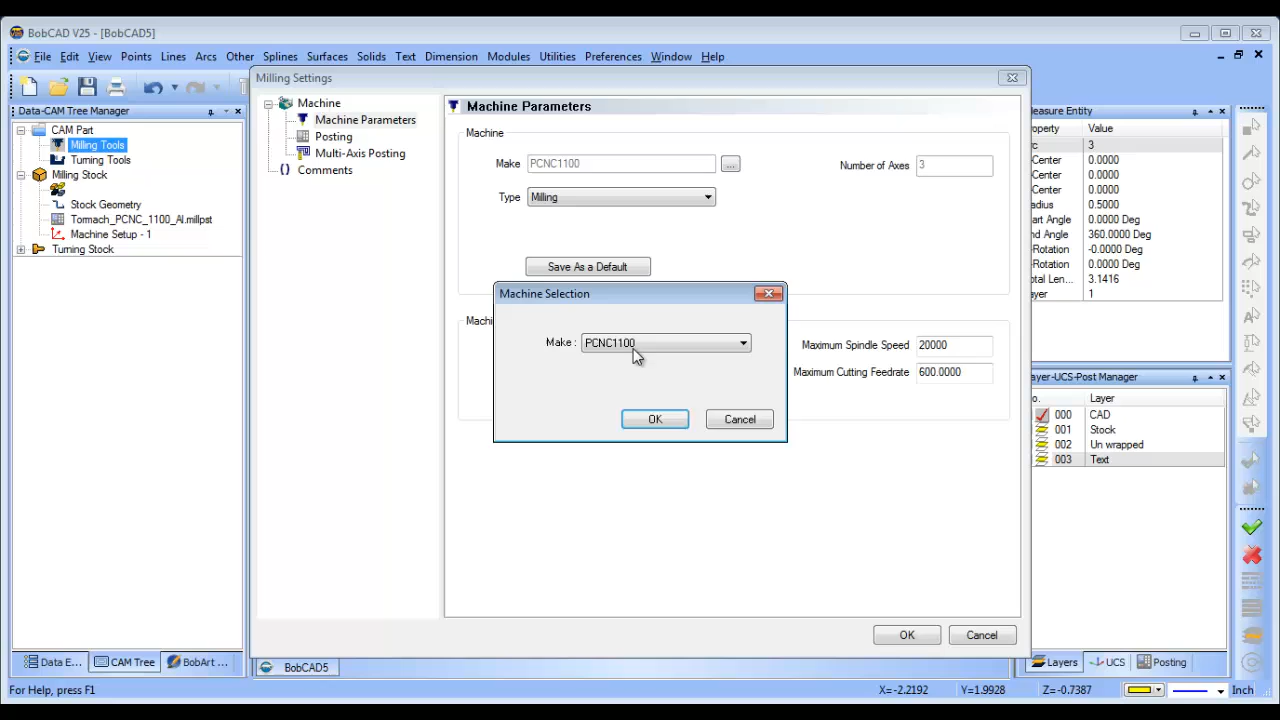 BobCAD V25 - [BobCAD5]
File Edit View Points Lines Arcs Other Splines Surfaces Solids Text Dimension Modules Utilities Preferences Window Help
Data-CAM Tree Manager
CAM Part
Milling Tools
Turning Tools
Milling Stock
Stock Geometry
Tormach_PCNC_1100_Al.millpst
Machine Setup - 1
Turning Stock
Milling Settings
Machine
Machine Parameters
Posting
Multi-Axis Posting
Comments
Machine Parameters
Machine
Make PCNC1100 ... Number of Axes 3
Type Milling
Save As a Default
Machi
Maximum Spindle Speed 20000
Maximum Cutting Feedrate 600.0000
Machine Selection
Make : PCNC1100
OK Cancel
OK Cancel
easure Entity
operty Value
rc 3
-Center 0.0000
-Center 0.0000
-Center 0.0000
adius 0.5000
tart Angle 0.0000 Deg
nd Angle 360.0000 Deg
-Rotation -0.0000 Deg
-Rotation 0.0000 Deg
otal Len... 3.1416
ayer 1
ayer-UCS-Post Manager
o. Layer
000 CAD
001 Stock
002 Un wrapped
003 Text
Data E... CAM Tree BobArt ...
BobCAD5
Layers UCS Posting
For Help, press F1
X=-2.2192 Y=1.9928 Z=-0.7387 Inch